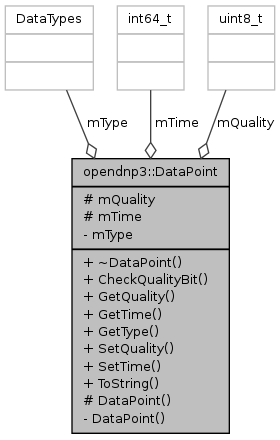 DataTypes
int64_t
uint8_t
mType
mTime
mQuality
opendnp3::DataPoint
# mQuality
# mTime
- mType
+ ~DataPoint()
+ CheckQualityBit()
+ GetQuality()
+ GetTime()
+ GetType()
+ SetQuality()
+ SetTime()
+ ToString()
# DataPoint()
- DataPoint()